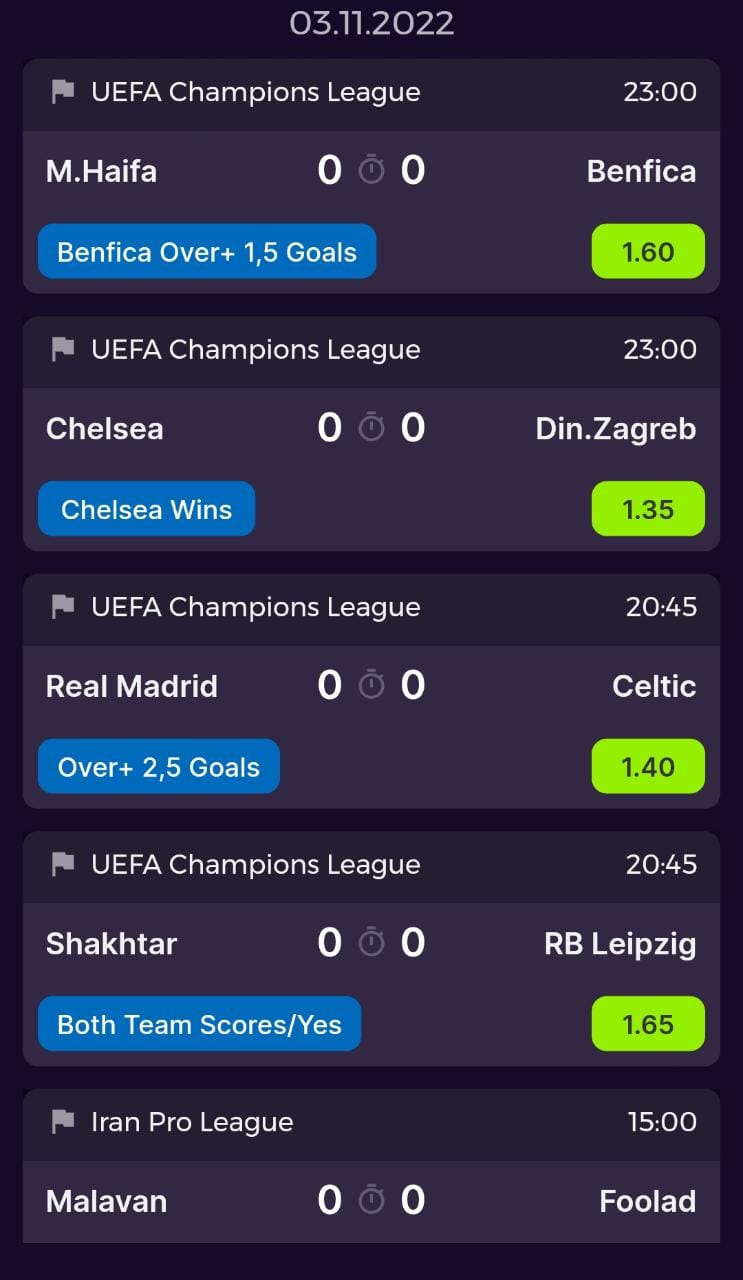 03.11.2022
UEFA Champions League 23:00
M.Haifa 0 0 Benfica
Benfica Over+ 1,5 Goals 1.60
UEFA Champions League 23:00
Chelsea 0 0 Din.Zagreb
Chelsea Wins 1.35
UEFA Champions League 20:45
Real Madrid 0 0 Celtic
Over+ 2,5 Goals 1.40
UEFA Champions League 20:45
Shakhtar 0 0 RB Leipzig
Both Team Scores/Yes 1.65
Iran Pro League 15:00
Malavan 0 0 Foolad